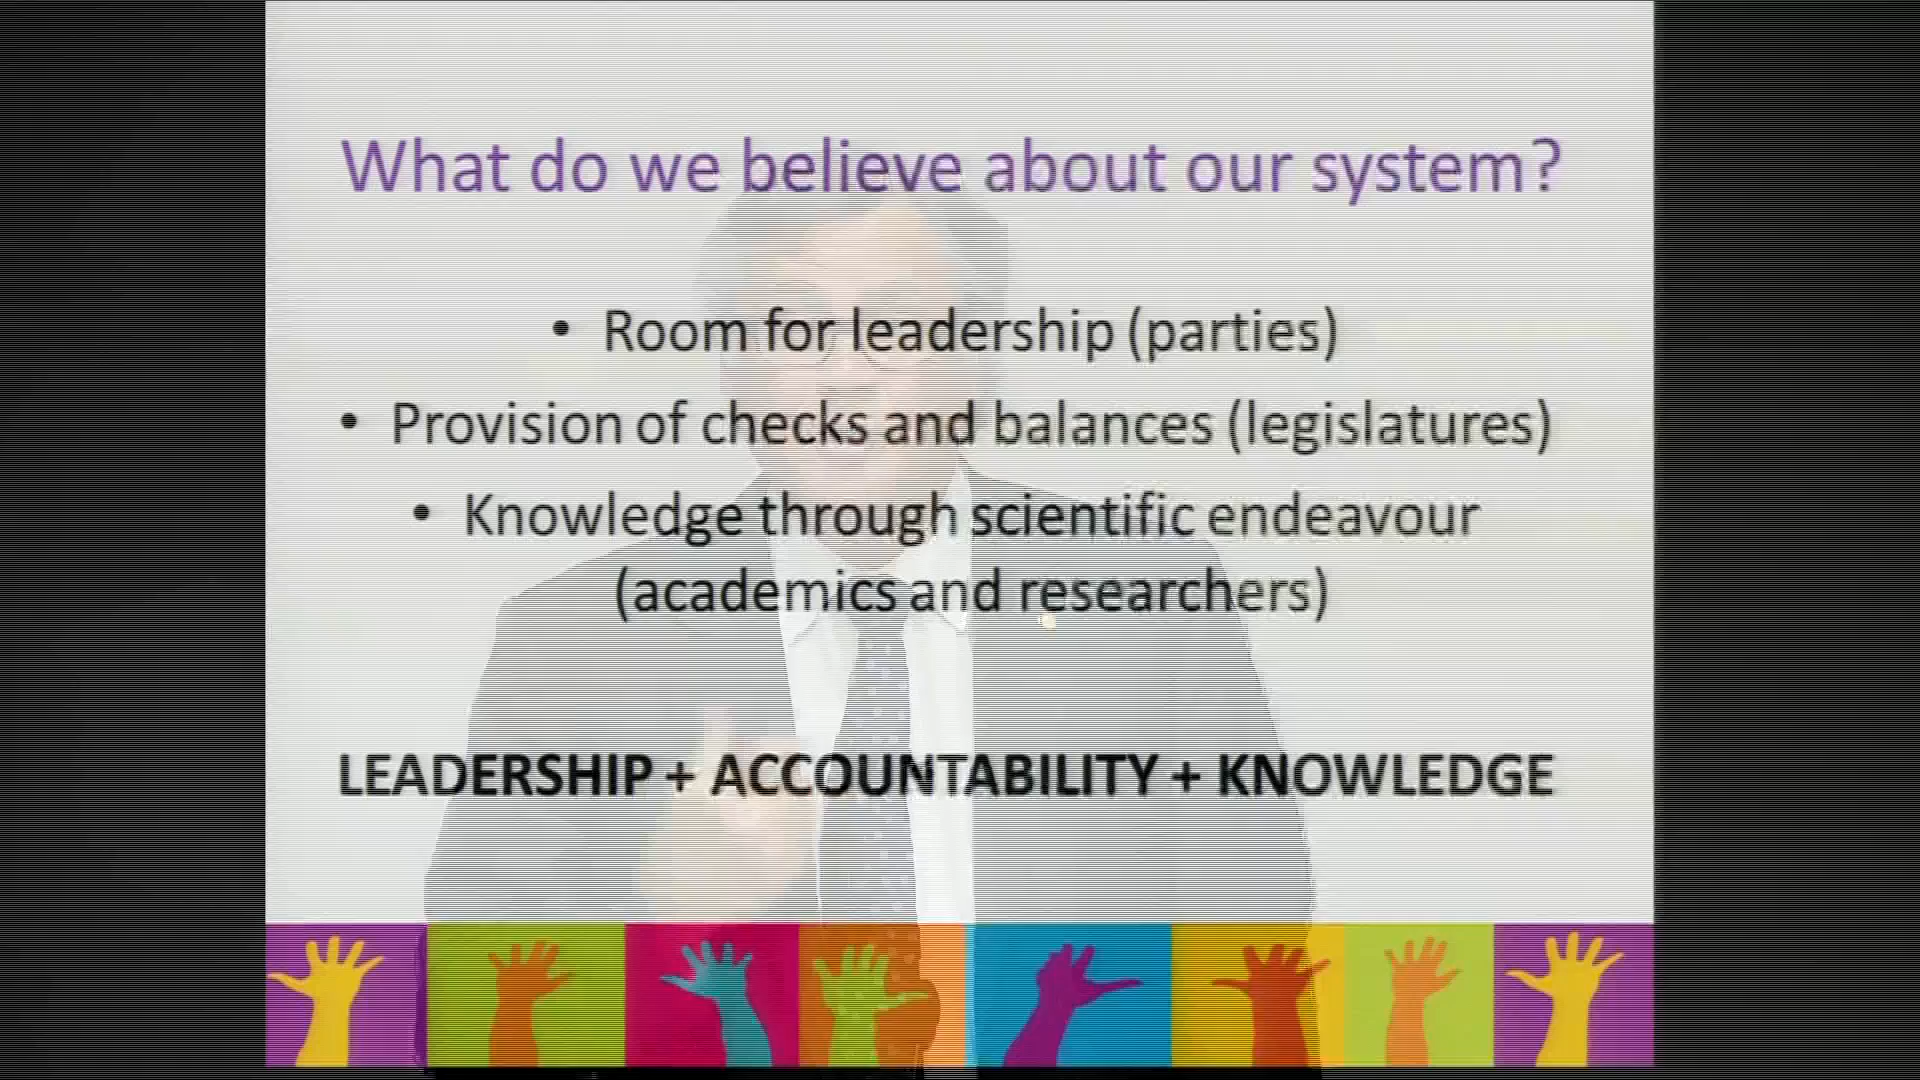 What do we believe about our system?
• Room for leadership (parties)
• Provision of checks and balances (legislatures)
• Knowledge through scientific endeavour
(academics and researchers)
LEADERSHIP + ACCOUNTABILITY + KNOWLEDGE